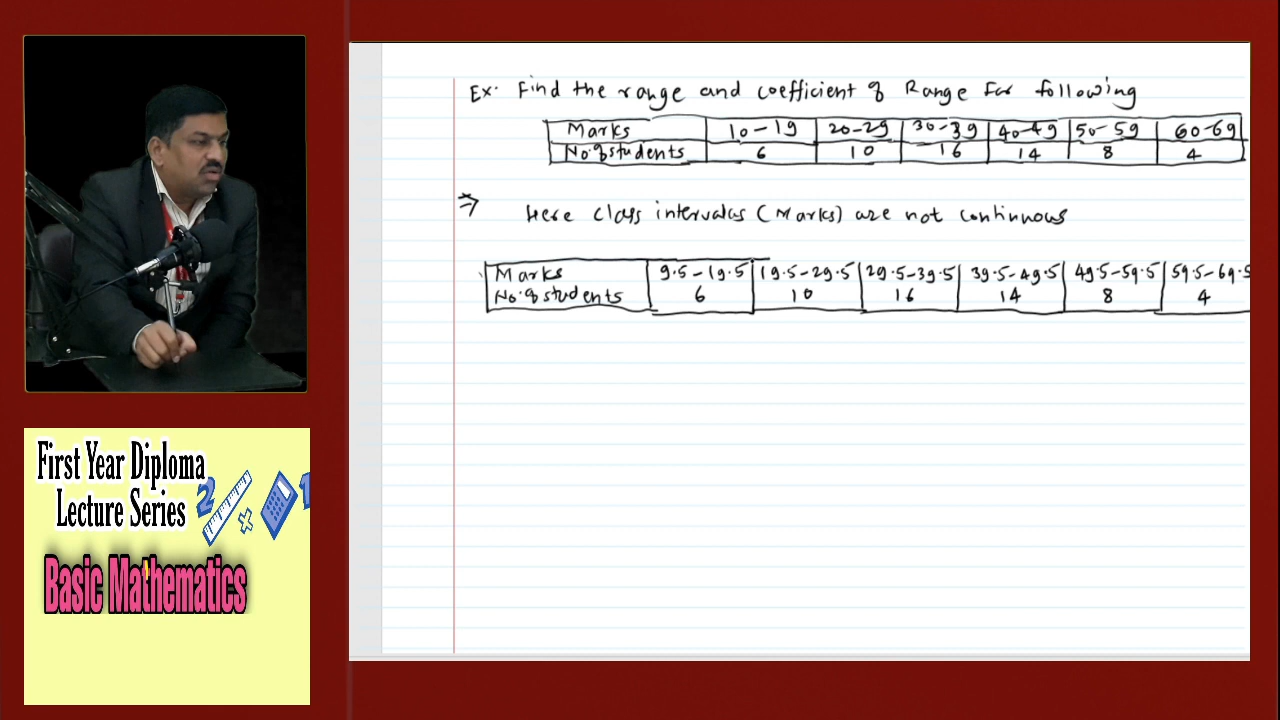 Ex. Find the range and coefficient of Range for following
Marks 10-19 20-29 30-39 40-49 50-59 60-69
No. of students 6 10 16 14 8 4
⇒ Here class intervalas (Marks) are not continuous
Marks 9.5-19.5 19.5-29.5 29.5-39.5 39.5-49.5 49.5-59.5 59.5-69.5
No. of students 6 10 16 14 8 4
First Year Diploma
Lecture Series
2 × 1
Basic Mathematics